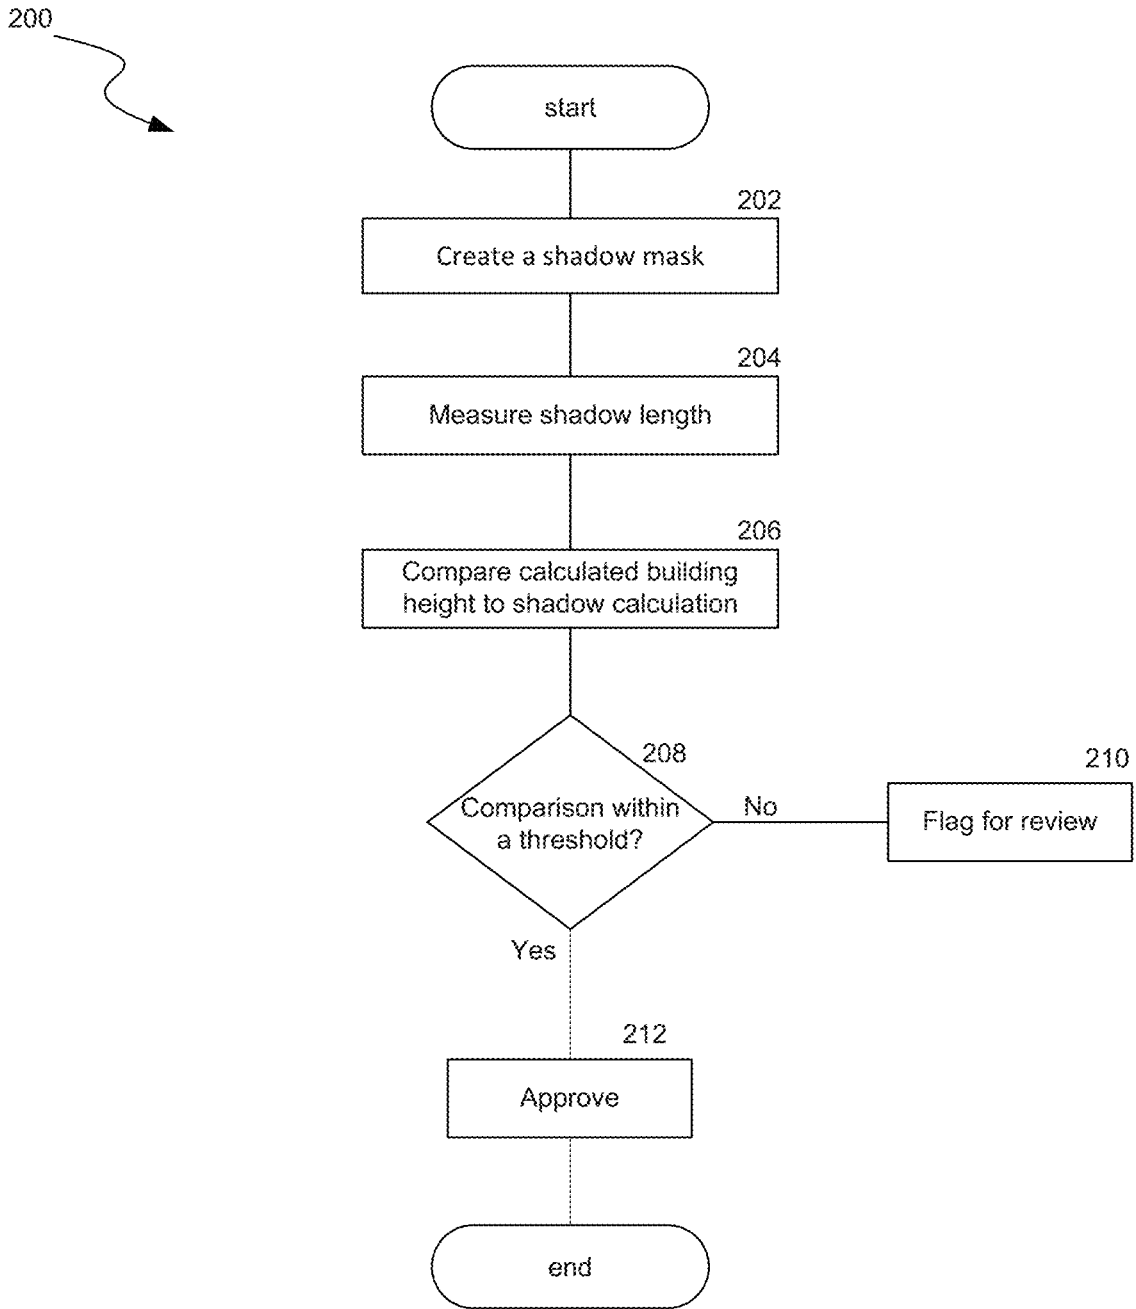 200
start
202
Create a shadow mask
204
Measure shadow length
206
Compare calculated building
height to shadow calculation
208
Comparison within
a threshold?
No
210
Flag for review
Yes
212
Approve
end